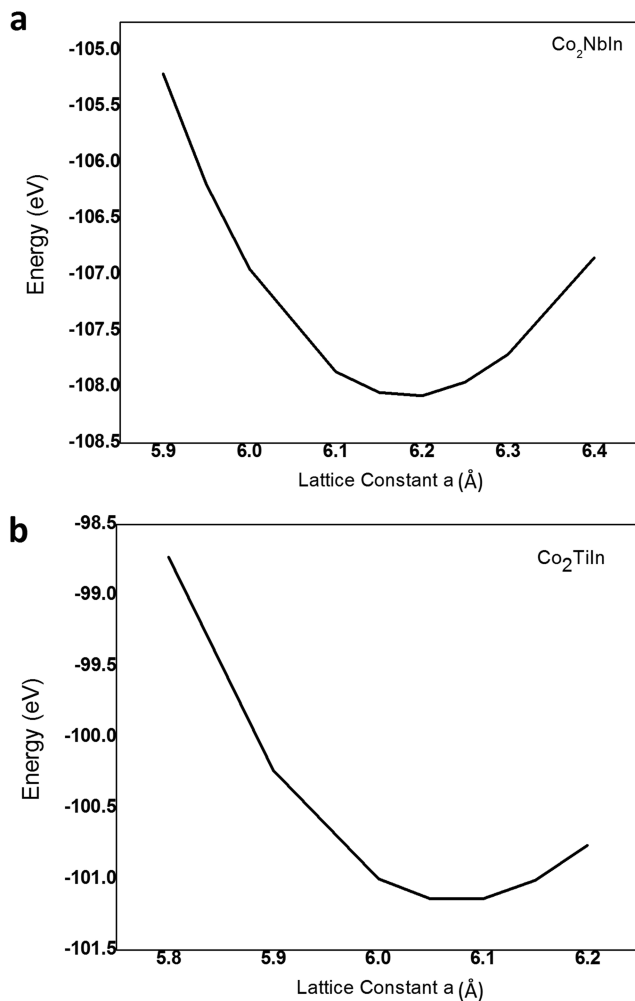 a
Co₂NbIn
Energy (eV)
-105.0
-105.5
-106.0
-106.5
-107.0
-107.5
-108.0
-108.5
5.9 6.0 6.1 6.2 6.3 6.4
Lattice Constant a (Å)
b
Co₂TiIn
Energy (eV)
-98.5
-99.0
-99.5
-100.0
-100.5
-101.0
-101.5
5.8 5.9 6.0 6.1 6.2
Lattice Constant a (Å)